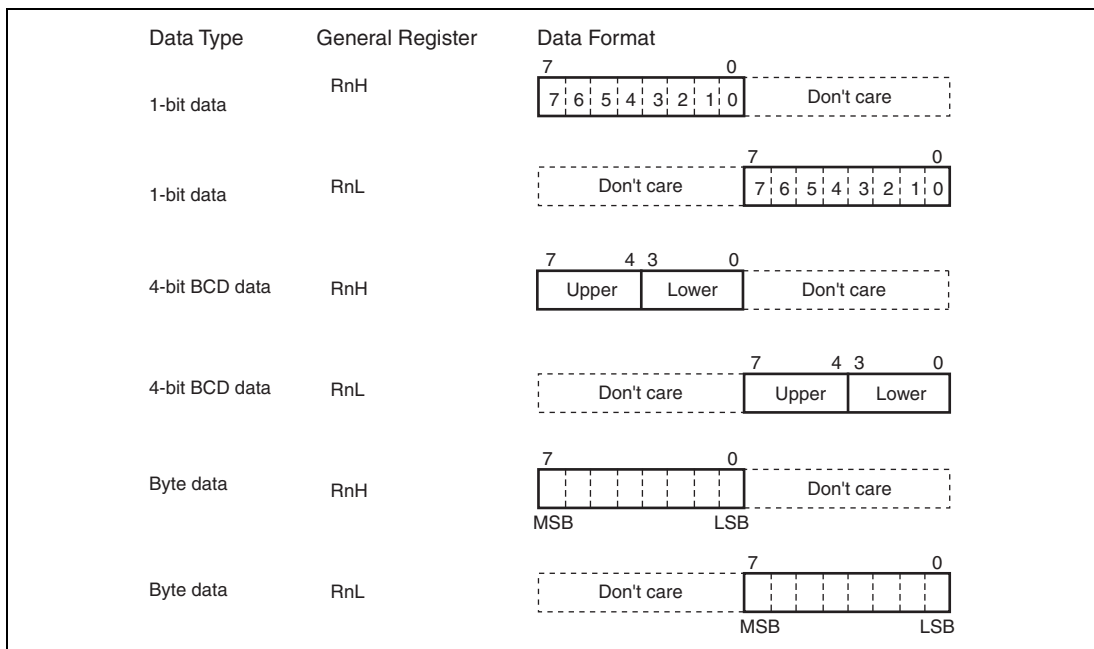 Data Type General Register Data Format
7 0
1-bit data RnH 7 6 5 4 3 2 1 0 Don't care
7 0
1-bit data RnL Don't care 7 6 5 4 3 2 1 0
7 4 3 0
4-bit BCD data RnH Upper Lower Don't care
7 4 3 0
4-bit BCD data RnL Don't care Upper Lower
7 0
Byte data RnH Don't care
MSB LSB
7 0
Byte data RnL Don't care
MSB LSB